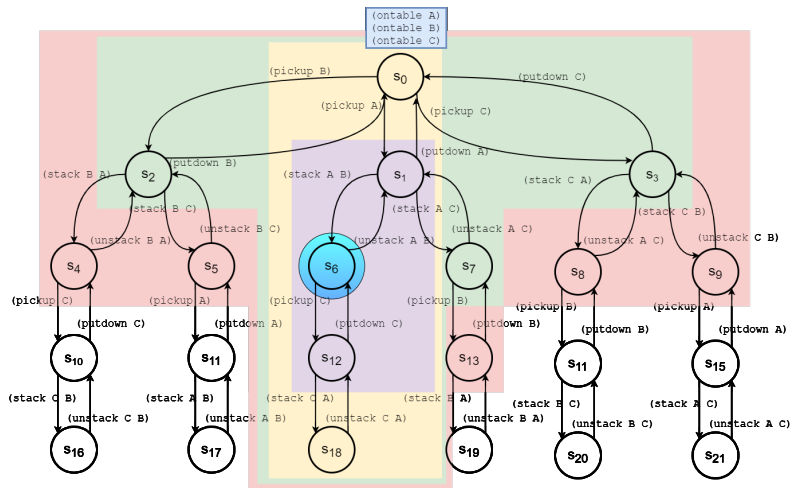 (ontable A)
(ontable B)
(ontable C)
s0
(pickup B)
(putdown C)
(pickup A)
(pickup C)
(putdown B)
(putdown A)
s2
s1
s3
(stack B A)
(stack A B)
(stack C A)
(stack B C)
(stack A C)
(stack C B)
(unstack B C)
(unstack A C)
(unstack C B)
(unstack B A)
(unstack A B)
(unstack A C)
s4
s5
s6
s7
s8
s9
(pickup C)
(pickup A)
(pickup C)
(pickup B)
(pickup B)
(pickup A)
(putdown C)
(putdown A)
(putdown C)
(putdown B)
(putdown B)
(putdown A)
s10
s11
s12
s13
s11
s15
(stack C B)
(stack A B)
(stack C A)
(stack B A)
(stack B C)
(stack A C)
(unstack C B)
(unstack A B)
(unstack C A)
(unstack B A)
(unstack B C)
(unstack A C)
s16
s17
s18
s19
s20
s21